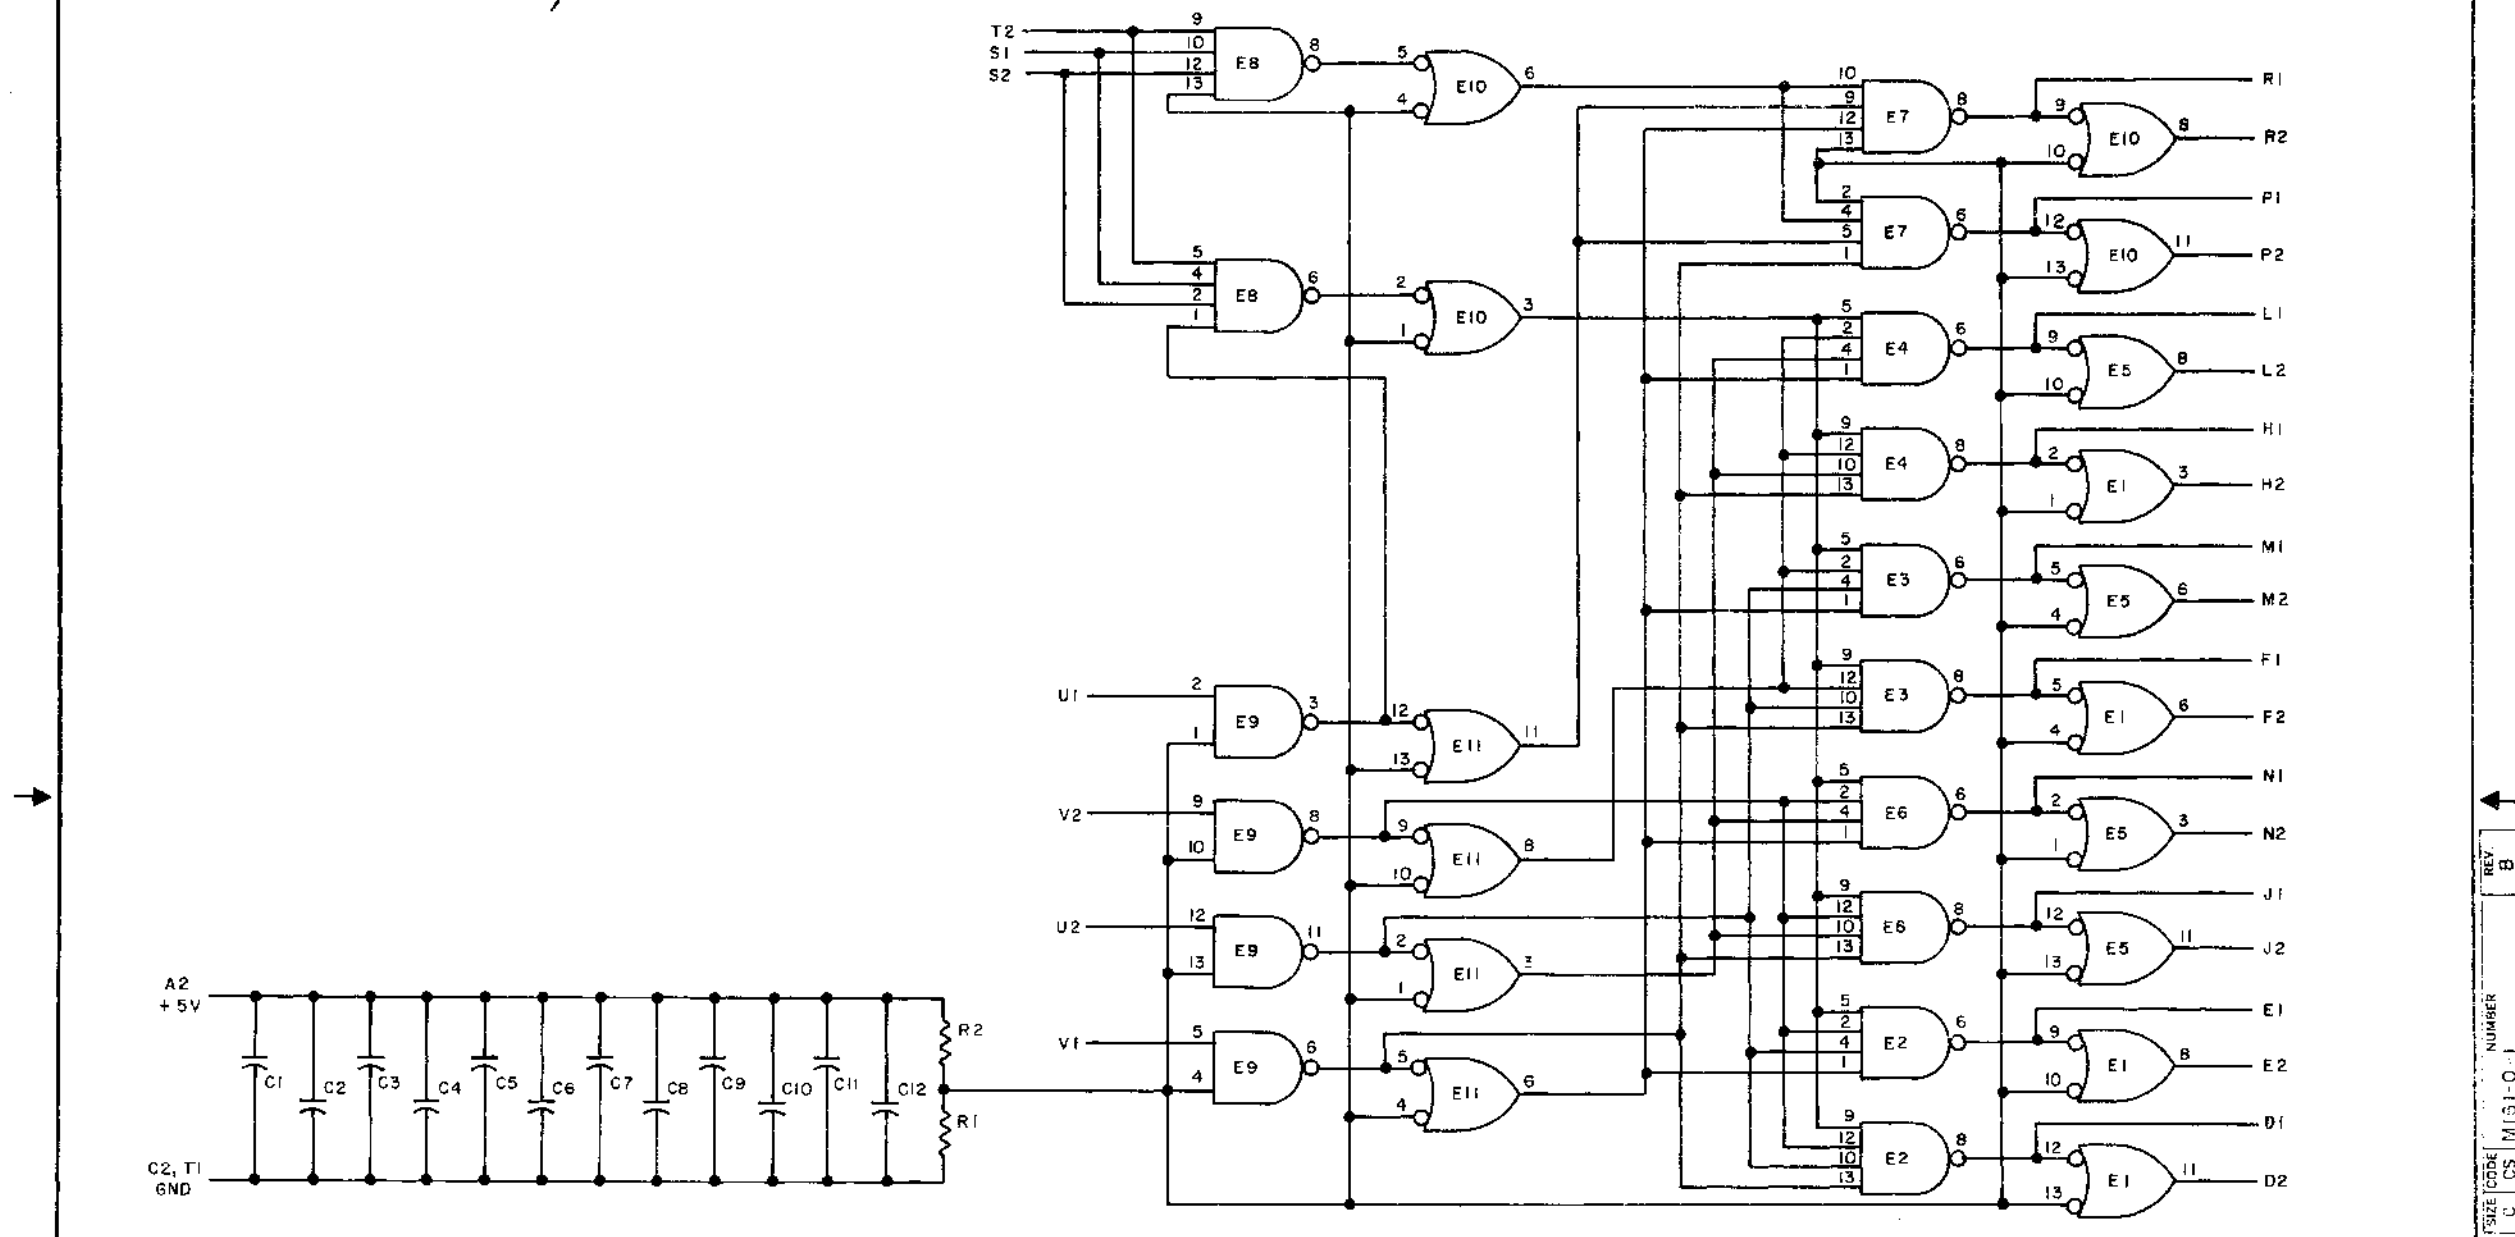 T2 9
S1 10
S2 12
13
E8 8
5
4
E10 6
5
4
2
1
E8 6
2
1
E10 3
U1 2
1
E9 3
12
13
E11 11
V2 9
10
E9 8
9
10
E11 8
U2 12
13
E9 11
2
1
E11 3
V1 5
4
E9 6
5
4
E11 6
10
9
12
13
E7 8
9
10
E10 8
R1
R2
2
4
5
1
E7 6
12
13
E10 11
P1
P2
5
2
4
1
E4 6
9
10
E5 8
L1
L2
9
12
10
13
E4 8
2
1
E1 3
H1
H2
5
2
4
1
E3 6
5
4
E5 6
M1
M2
9
12
10
13
E3 8
5
4
E1 6
F1
F2
5
2
4
1
E6 6
2
1
E5 3
N1
N2
9
12
10
13
E6 8
12
13
E5 11
J1
J2
5
2
4
1
E2 6
9
10
E1 8
E1
E2
9
12
10
13
E2 8
12
13
E1 11
D1
D2
A2
+5V
C1 C2 C3 C4 C5 C6 C7 C8 C9 C10 C11 C12
R2
R1
C2, T1
GND
REV.
B
NUMBER
SIZE CODE
C CS